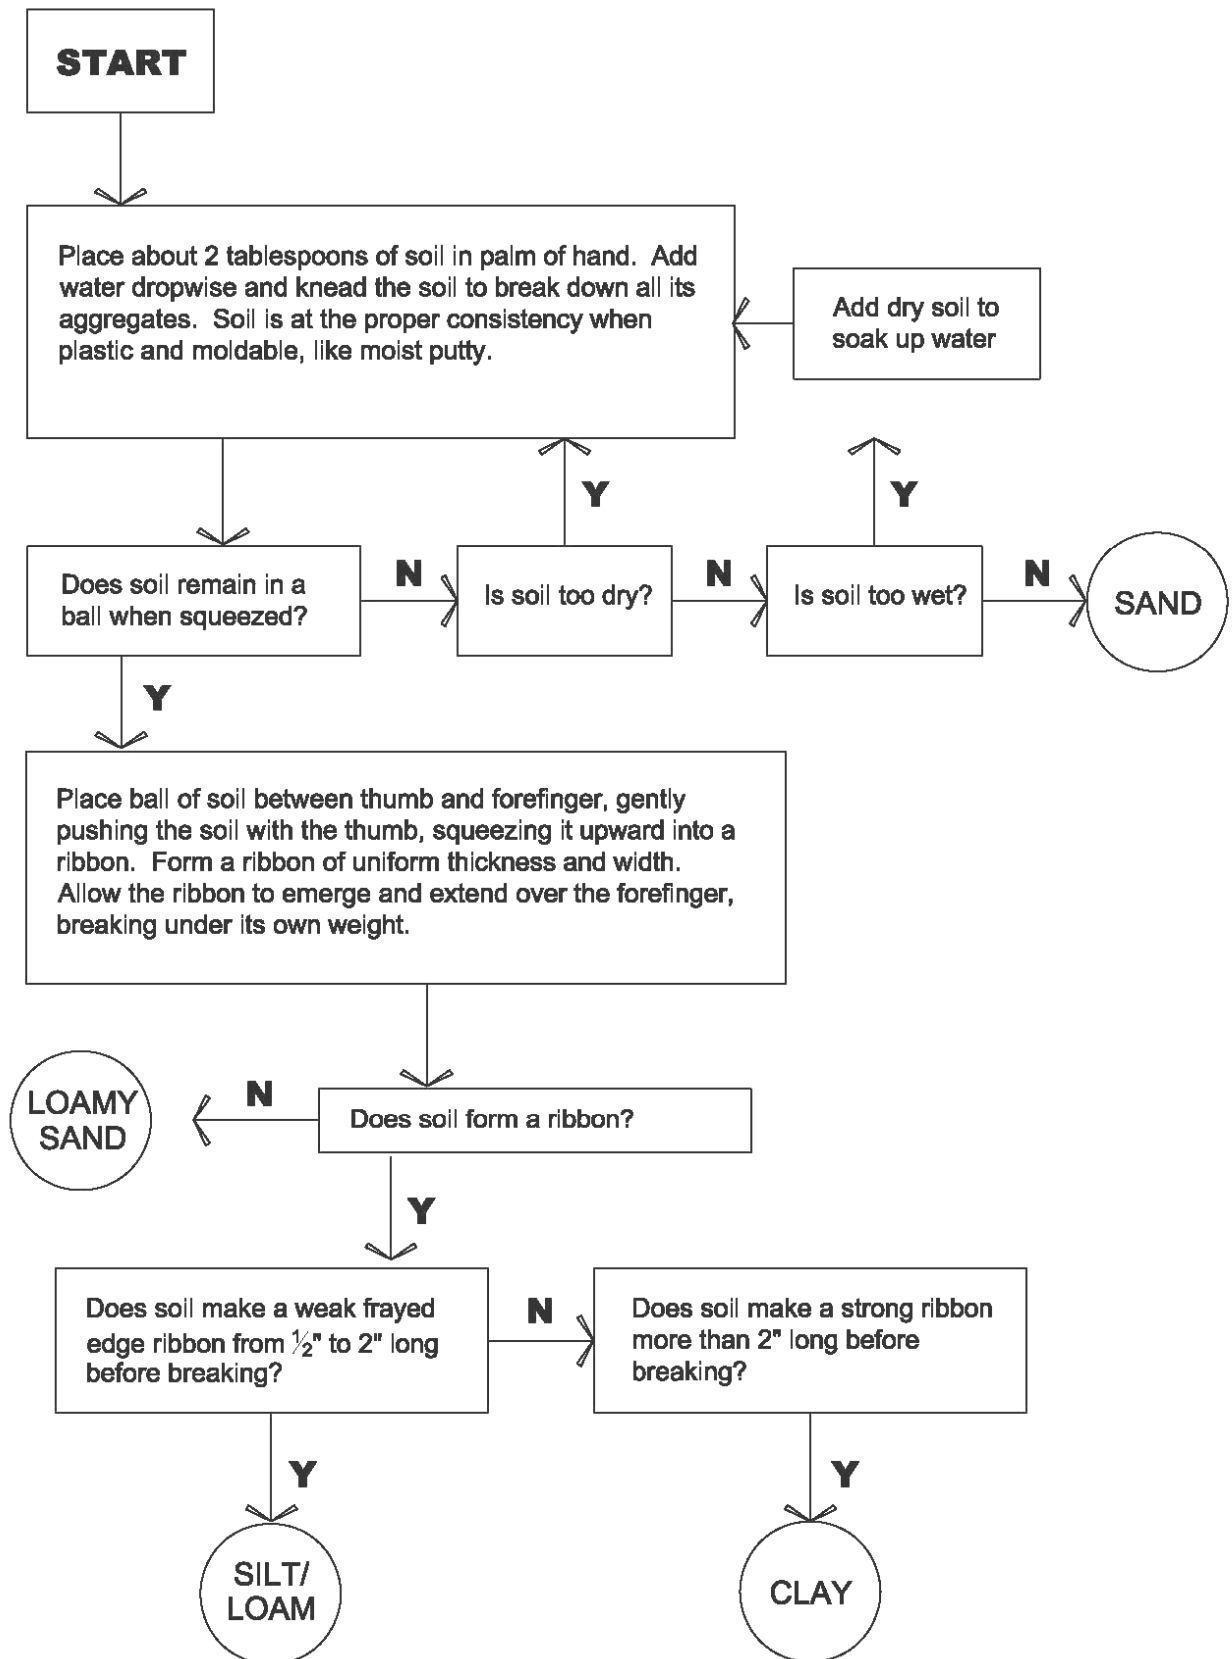 START
Place about 2 tablespoons of soil in palm of hand.  Add
water dropwise and knead the soil to break down all its
aggregates.  Soil is at the proper consistency when
plastic and moldable, like moist putty.
Add dry soil to
soak up water
Y
Y
Does soil remain in a
ball when squeezed?
N
Is soil too dry?
N
Is soil too wet?
N
SAND
Y
Place ball of soil between thumb and forefinger, gently
pushing the soil with the thumb, squeezing it upward into a
ribbon.  Form a ribbon of uniform thickness and width.
Allow the ribbon to emerge and extend over the forefinger,
breaking under its own weight.
LOAMY
SAND
N
Does soil form a ribbon?
Y
Does soil make a weak frayed
edge ribbon from ½" to 2" long
before breaking?
N
Does soil make a strong ribbon
more than 2" long before
breaking?
Y
Y
SILT/
LOAM
CLAY